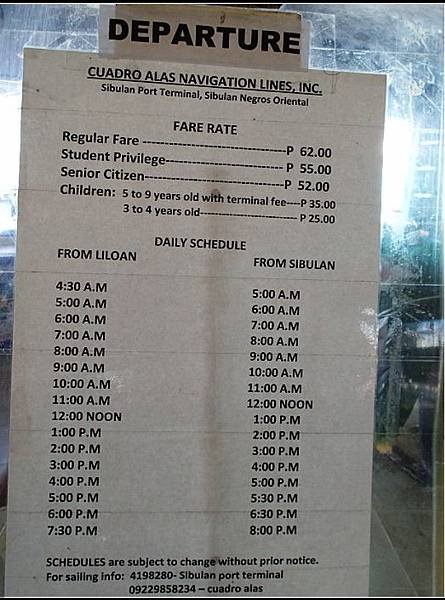 DEPARTURE
CUADRO ALAS NAVIGATION LINES, INC.
Sibulan Port Terminal, Sibulan Negros Oriental
FARE RATE
Regular Fare ----------------------------------P 62.00
Student Privilege----------------------------- P 55.00
Senior Citizen---------------------------------P 52.00
Children: 5 to 9 years old with terminal fee----P 35.00
3 to 4 years old--------------------------- P 25.00
DAILY SCHEDULE
FROM LILOAN FROM SIBULAN
4:30 A.M 5:00 A.M
5:00 A.M 6:00 A.M
6:00 A.M 7:00 A.M
7:00 A.M 8:00 A.M
8:00 A.M 9:00 A.M
9:00 A.M 10:00 A.M
10:00 A.M 11:00 A.M
11:00 A.M 12:00 NOON
12:00 NOON 1:00 P.M
1:00 P.M 2:00 P.M
2:00 P.M 3:00 P.M
3:00 P.M 4:00 P.M
4:00 P.M 5:00 P.M
5:00 P.M 5:30 P.M
6:00 P.M 6:30 P.M
7:30 P.M 8:00 P.M
SCHEDULES are subject to change without prior notice.
For sailing info: 4198280- Sibulan port terminal
09229858234 – cuadro alas